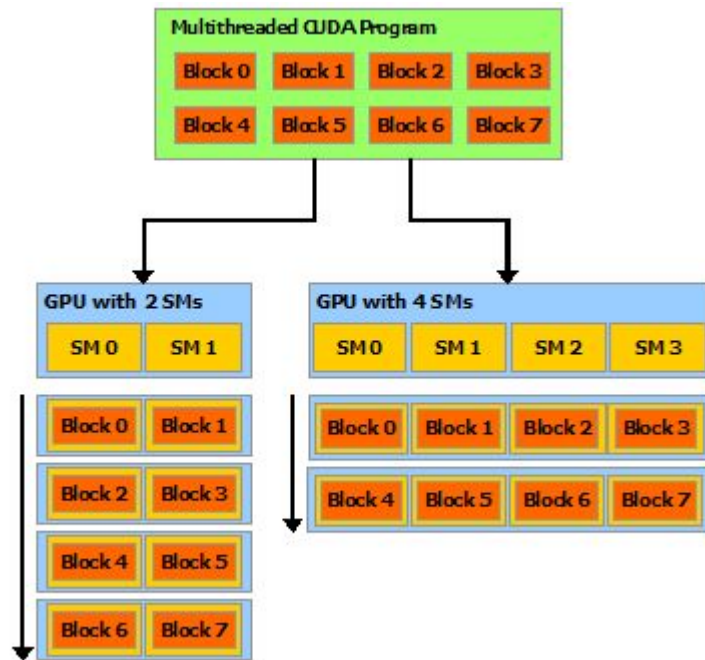 Multithreaded CUDA Program
Block 0 Block 1 Block 2 Block 3
Block 4 Block 5 Block 6 Block 7
GPU with 2 SMs
SM 0 SM 1
Block 0 Block 1
Block 2 Block 3
Block 4 Block 5
Block 6 Block 7
GPU with 4 SMs
SM 0 SM 1 SM 2 SM 3
Block 0 Block 1 Block 2 Block 3
Block 4 Block 5 Block 6 Block 7